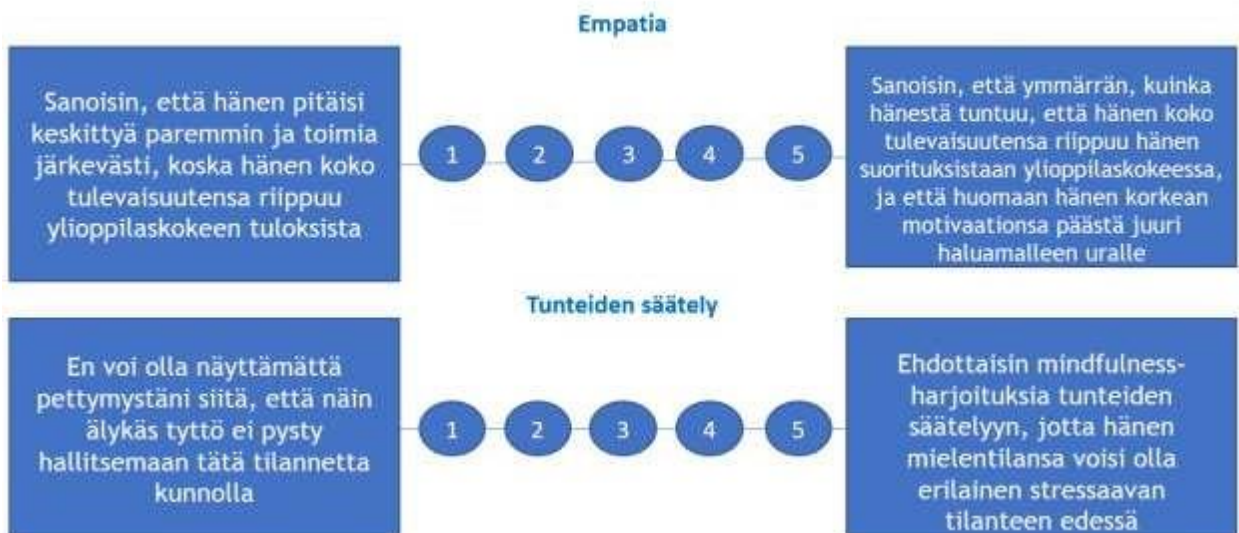 Empatia
Sanoisin, että hänen pitäisi
keskittyä paremmin ja toimia
järkevästi, koska hänen koko
tulevaisuutensa riippuu
ylioppilaskokeen tuloksista
1 2 3 4 5
Sanoisin, että ymmärrän, kuinka
hänestä tuntuu, että hänen koko
tulevaisuutensa riippuu hänen
suorituksistaan ylioppilaskokeessa,
ja että huomaan hänen korkean
motivaationsa päästä juuri
haluamalleen uralle
Tunteiden säätely
En voi olla näyttämättä
pettymystäni siitä, että näin
älykäs tyttö ei pysty
hallitsemaan tätä tilannetta
kunnolla
1 2 3 4 5
Ehdottaisin mindfulness-
harjoituksia tunteiden
säätelyyn, jotta hänen
mielentilansa voisi olla
erilainen stressaavan
tilanteen edessä